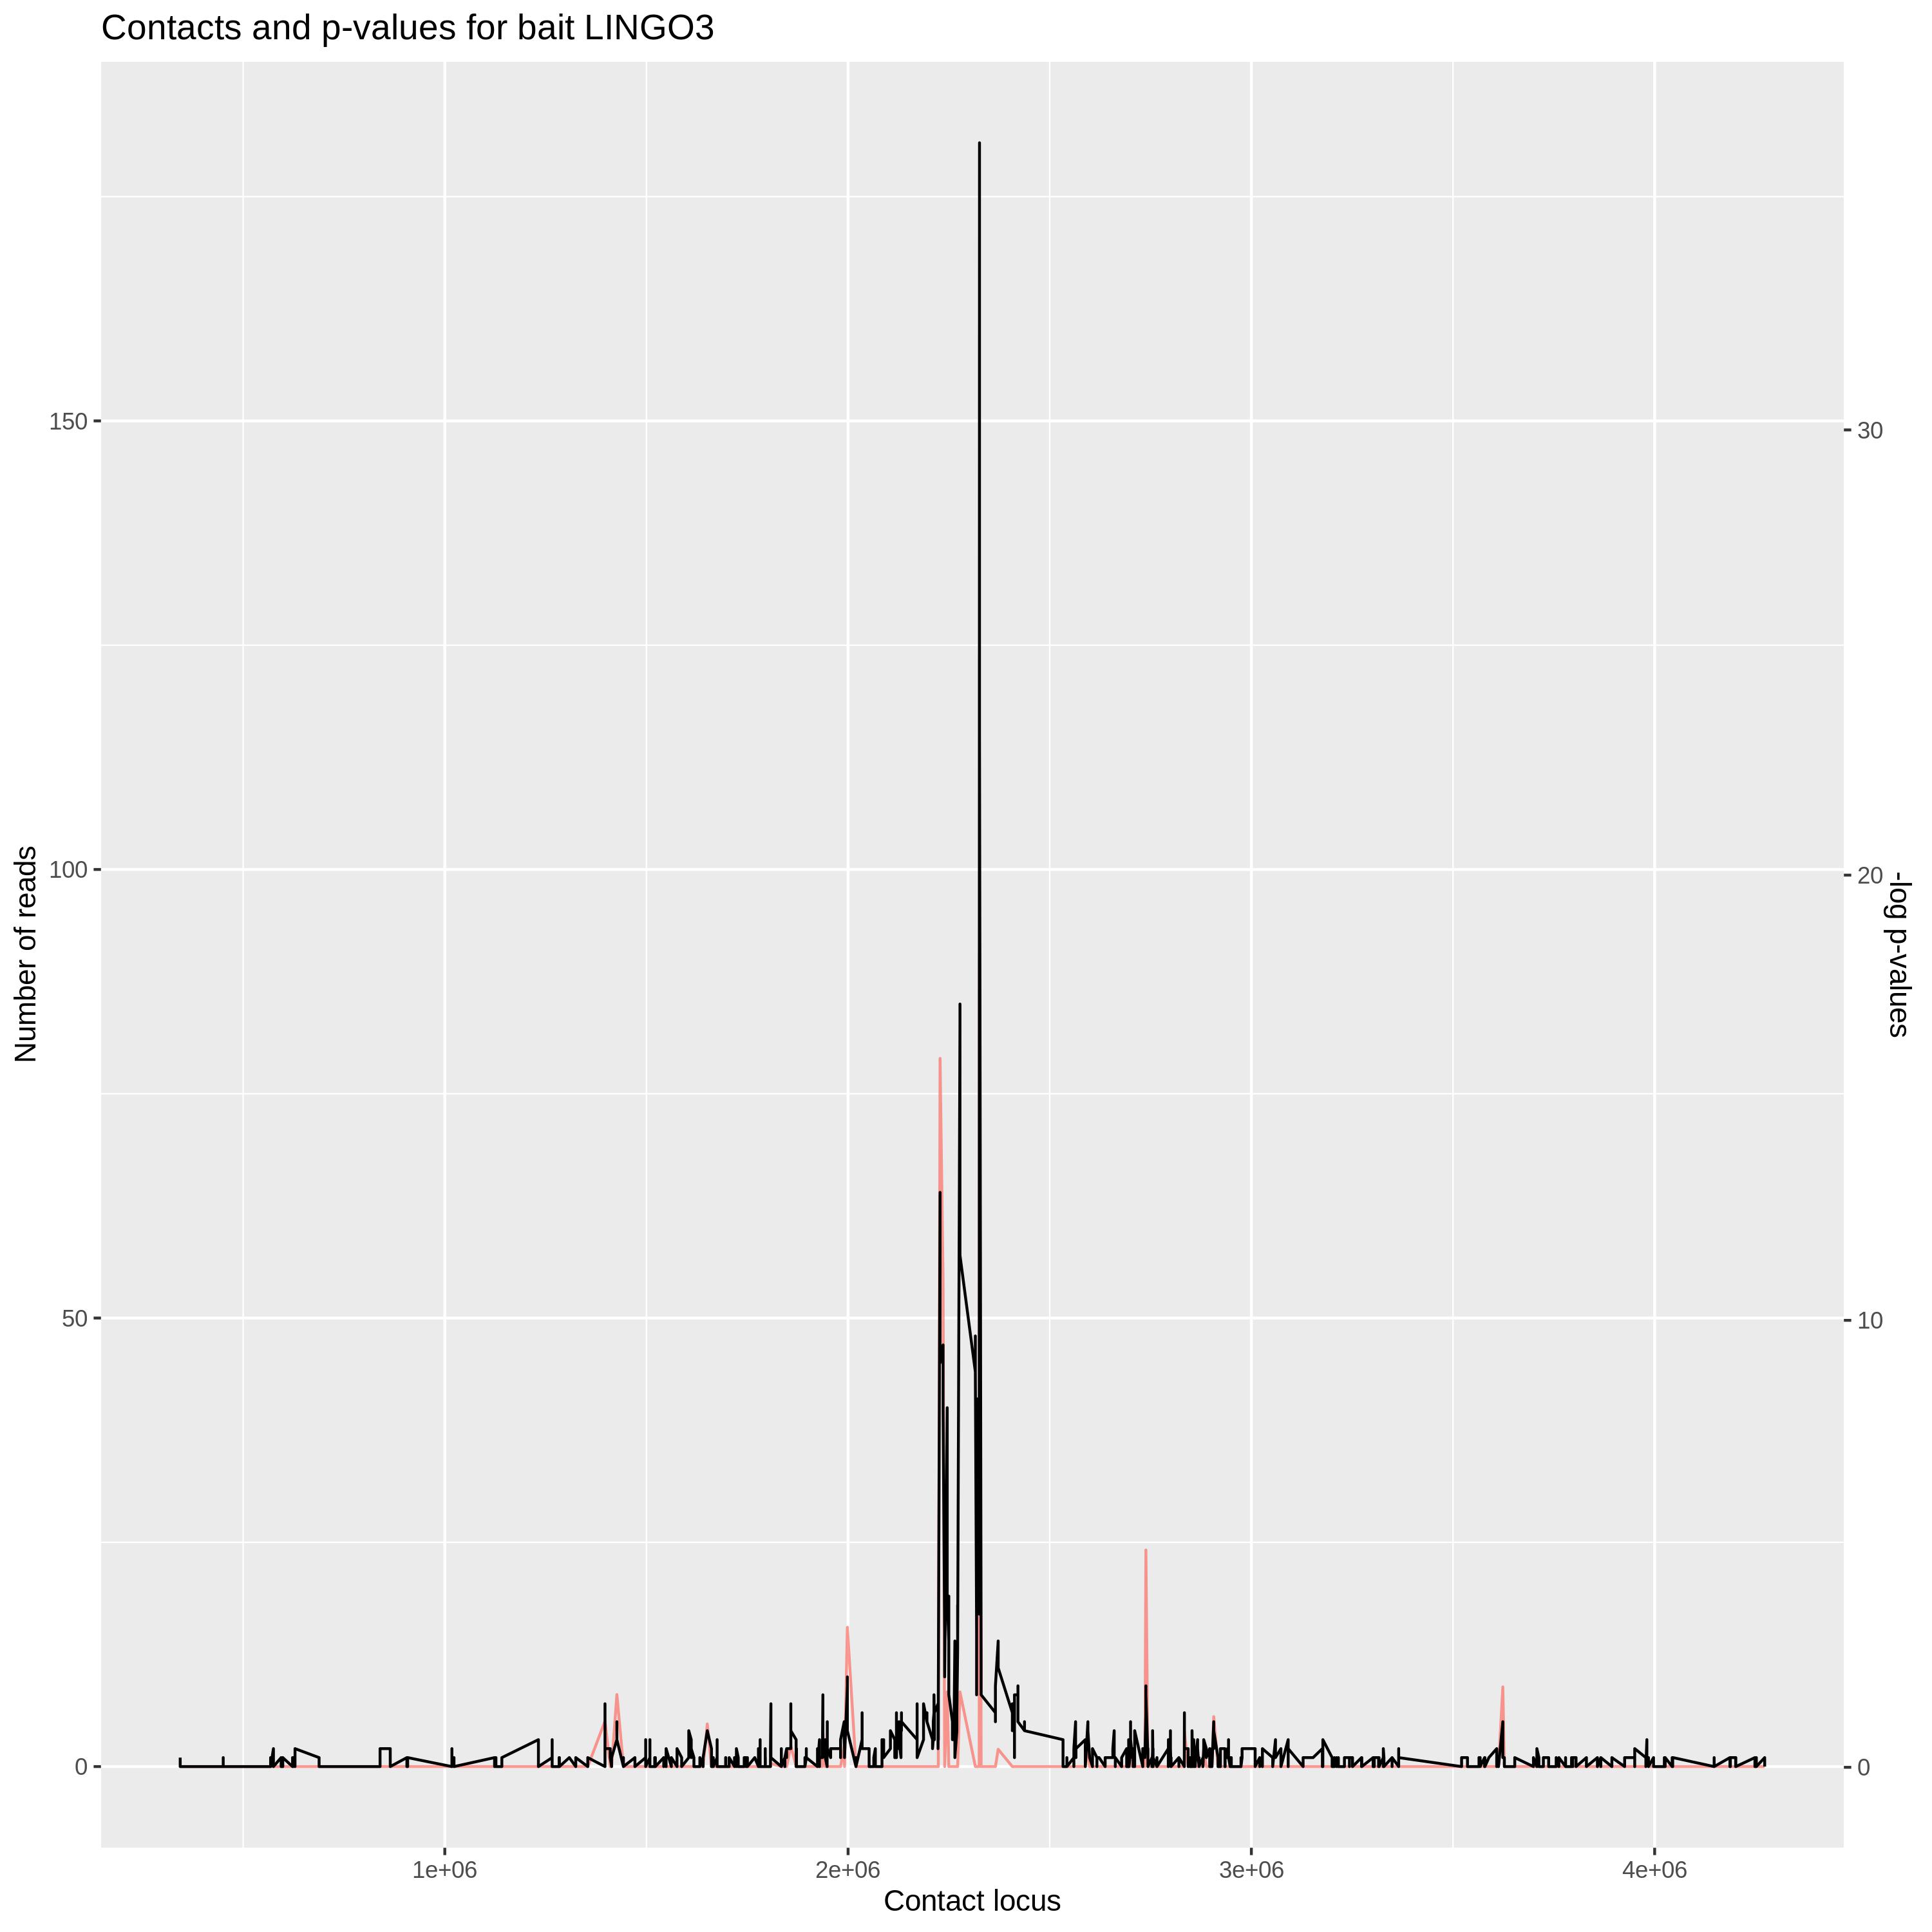 Contacts and p-values for bait LINGO3
150
100
50
0
30
20
10
0
Number of reads
-log p-values
1e+06
2e+06
3e+06
4e+06
Contact locus